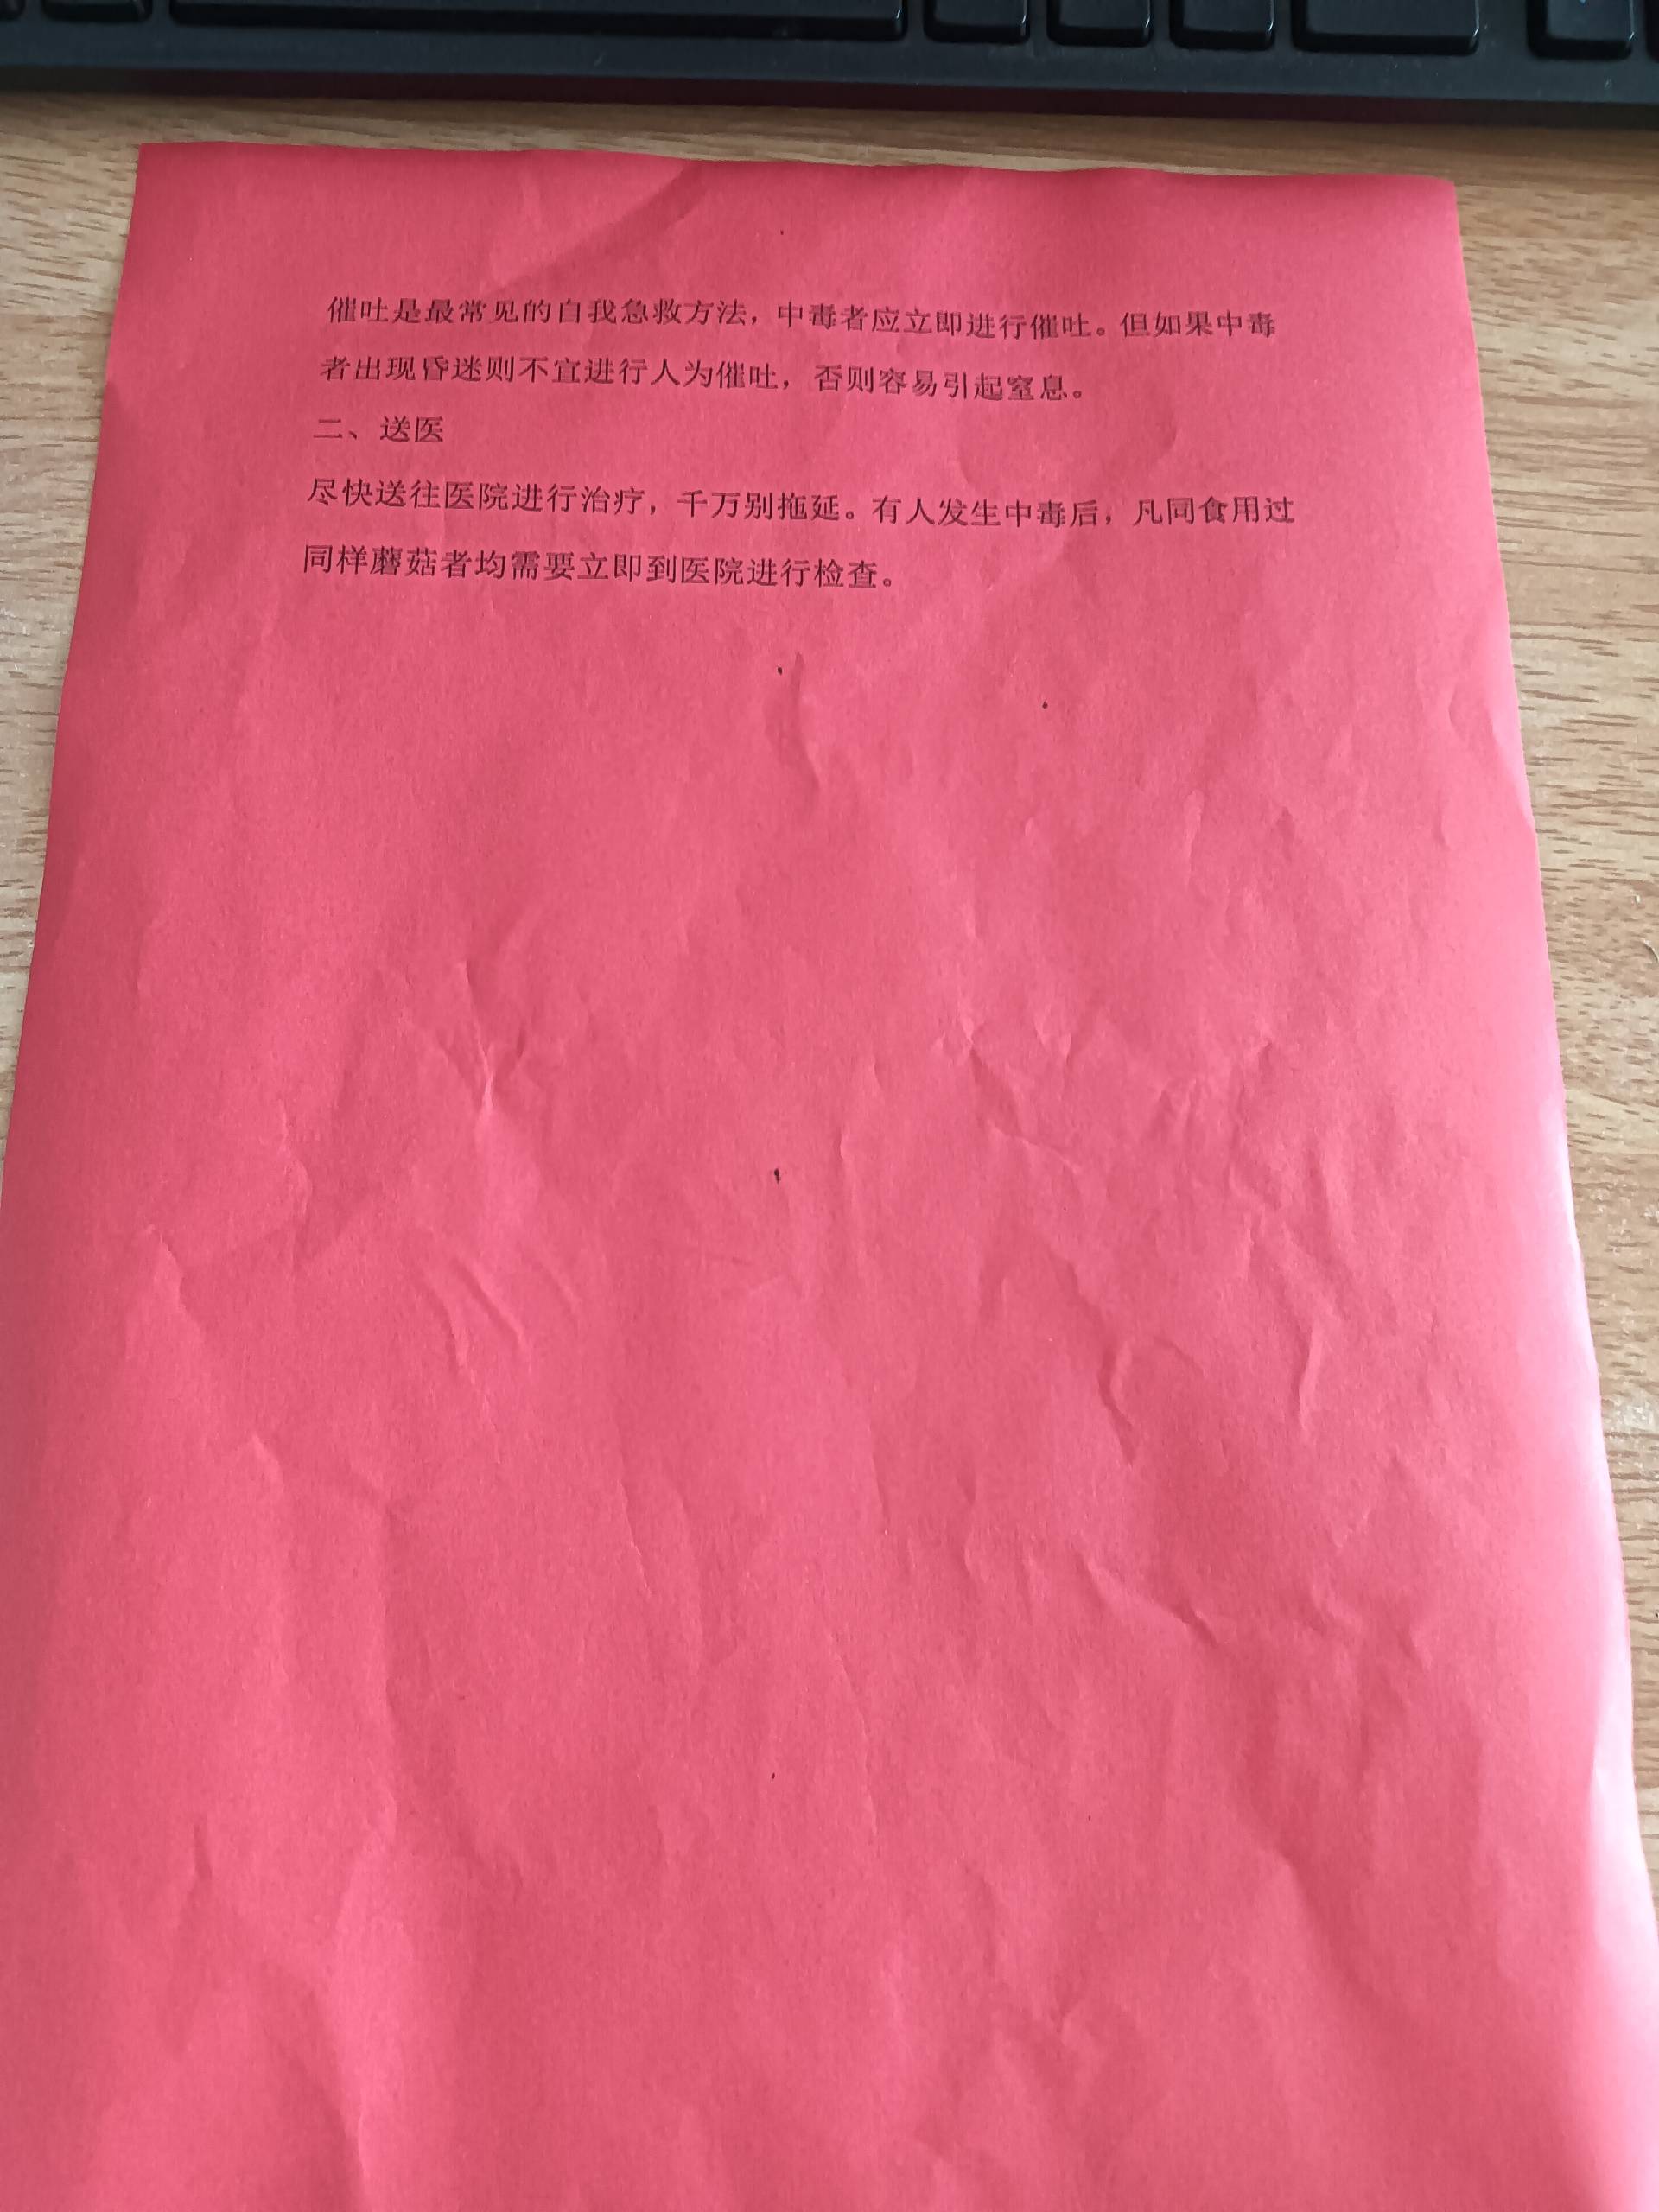 催吐是最常见的自我急救方法，中毒者应立即进行催吐。但如果中毒
者出现昏迷则不宜进行人为催吐，否则容易引起窒息。
二、送医
尽快送往医院进行治疗，千万别拖延。有人发生中毒后，凡同食用过
同样蘑菇者均需要立即到医院进行检查。